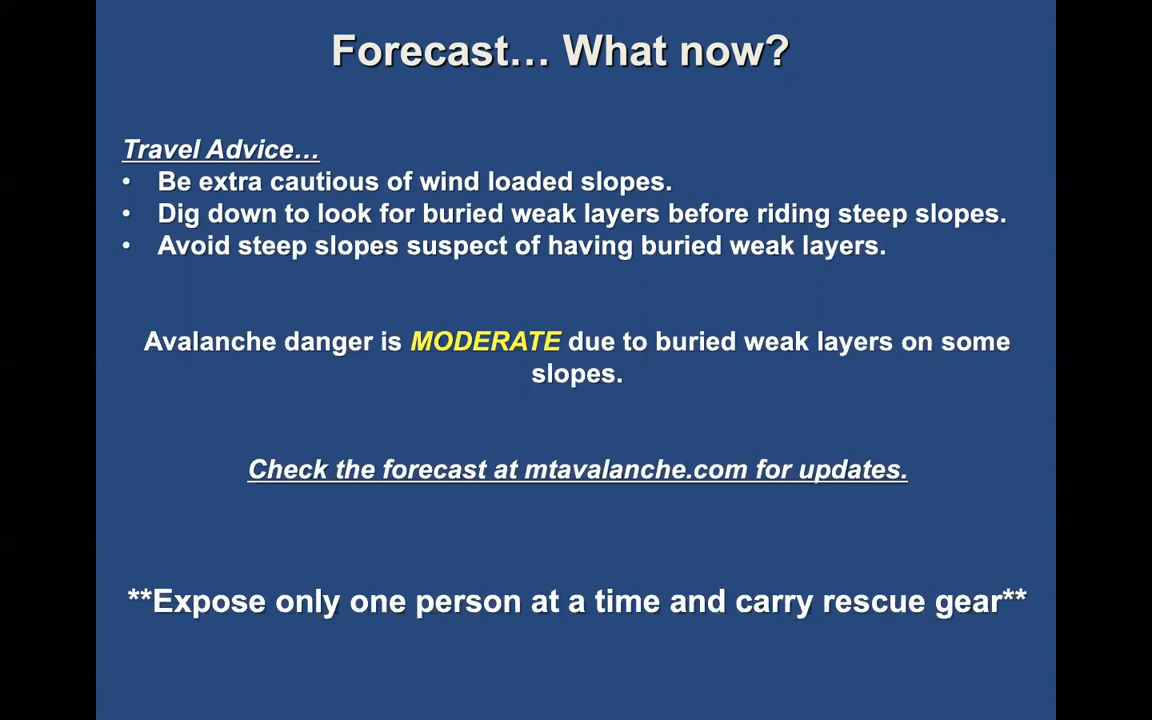 Forecast... What now?
Travel Advice...
• Be extra cautious of wind loaded slopes.
• Dig down to look for buried weak layers before riding steep slopes.
• Avoid steep slopes suspect of having buried weak layers.
Avalanche danger is MODERATE due to buried weak layers on some
slopes.
Check the forecast at mtavalanche.com for updates.
**Expose only one person at a time and carry rescue gear**